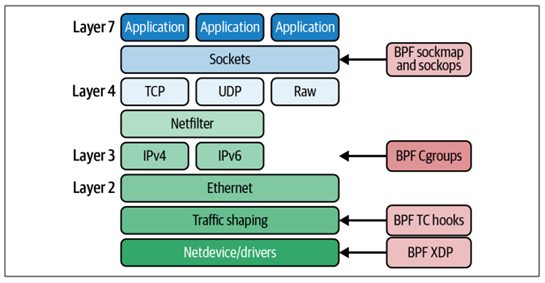 Layer 7
Application Application Application
Sockets
BPF sockmap
and sockops
Layer 4
TCP UDP Raw
Netfilter
Layer 3
IPv4 IPv6
BPF Cgroups
Layer 2
Ethernet
Traffic shaping
BPF TC hooks
Netdevice/drivers
BPF XDP